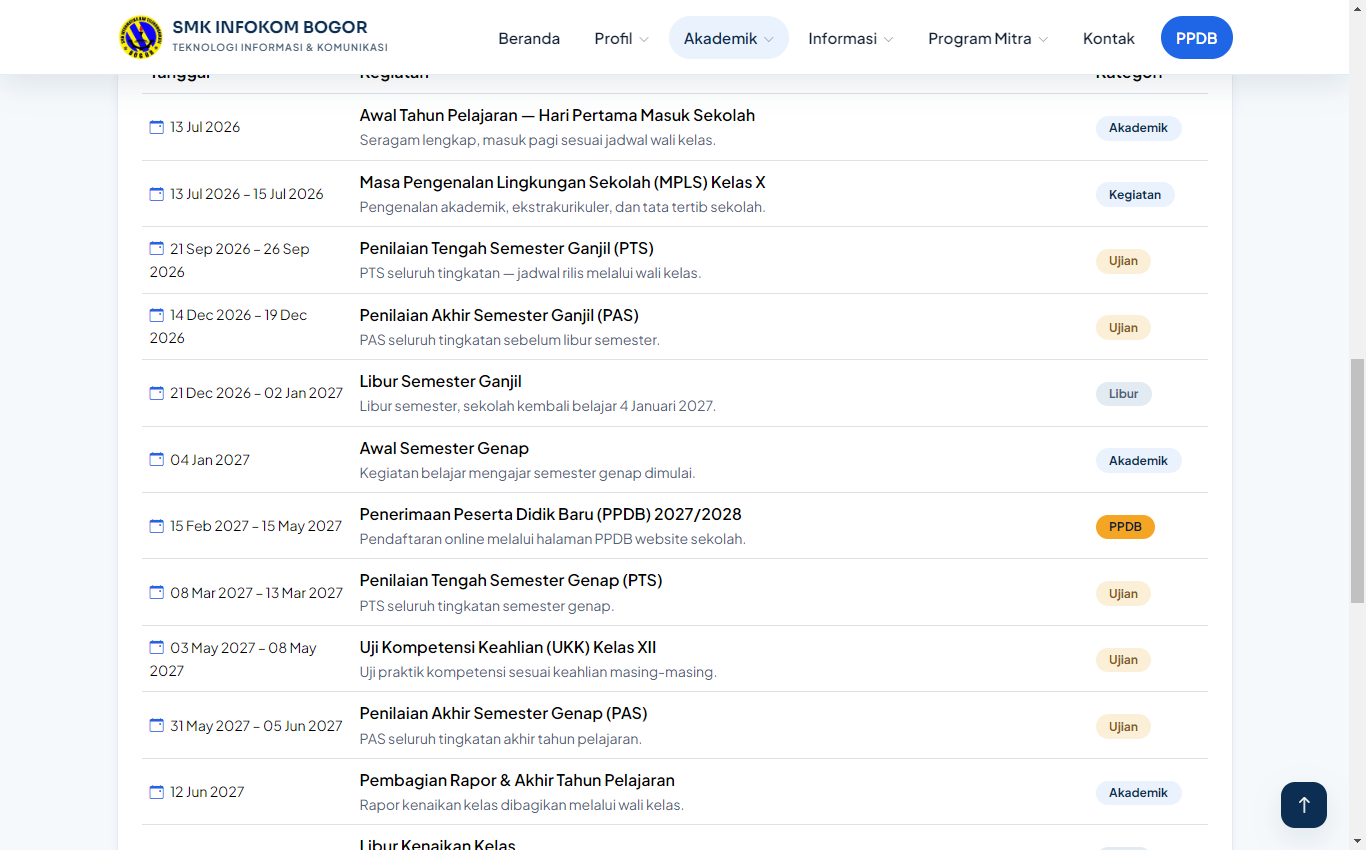 SMK INFOKOM BOGOR
TEKNOLOGI INFORMASI & KOMUNIKASI
Beranda Profil Akademik Informasi Program Mitra Kontak PPDB
Tanggal Kegiatan Kategori
13 Jul 2026
Awal Tahun Pelajaran — Hari Pertama Masuk Sekolah
Seragam lengkap, masuk pagi sesuai jadwal wali kelas.
Akademik
13 Jul 2026 – 15 Jul 2026
Masa Pengenalan Lingkungan Sekolah (MPLS) Kelas X
Pengenalan akademik, ekstrakurikuler, dan tata tertib sekolah.
Kegiatan
21 Sep 2026 – 26 Sep
2026
Penilaian Tengah Semester Ganjil (PTS)
PTS seluruh tingkatan — jadwal rilis melalui wali kelas.
Ujian
14 Dec 2026 – 19 Dec
2026
Penilaian Akhir Semester Ganjil (PAS)
PAS seluruh tingkatan sebelum libur semester.
Ujian
21 Dec 2026 – 02 Jan 2027
Libur Semester Ganjil
Libur semester, sekolah kembali belajar 4 Januari 2027.
Libur
04 Jan 2027
Awal Semester Genap
Kegiatan belajar mengajar semester genap dimulai.
Akademik
15 Feb 2027 – 15 May 2027
Penerimaan Peserta Didik Baru (PPDB) 2027/2028
Pendaftaran online melalui halaman PPDB website sekolah.
PPDB
08 Mar 2027 – 13 Mar 2027
Penilaian Tengah Semester Genap (PTS)
PTS seluruh tingkatan semester genap.
Ujian
03 May 2027 – 08 May
2027
Uji Kompetensi Keahlian (UKK) Kelas XII
Uji praktik kompetensi sesuai keahlian masing-masing.
Ujian
31 May 2027 – 05 Jun 2027
Penilaian Akhir Semester Genap (PAS)
PAS seluruh tingkatan akhir tahun pelajaran.
Ujian
12 Jun 2027
Pembagian Rapor & Akhir Tahun Pelajaran
Rapor kenaikan kelas dibagikan melalui wali kelas.
Akademik
Libur Kenaikan Kelas